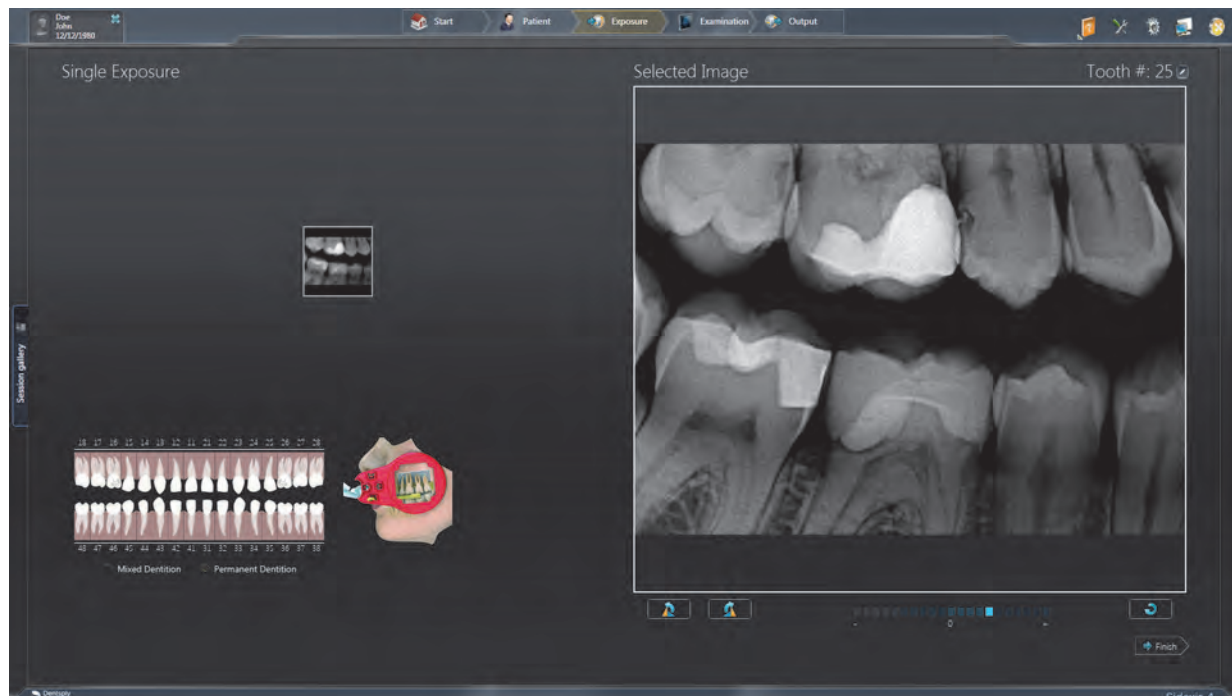 Doe
John
12/12/1980
Start
Patient
Exposure
Examination
Output
Single Exposure
Selected Image
Tooth #: 25
Session gallery
18 17 16 15 14 13 12 11 21 22 23 24 25 26 27 28
48 47 46 45 44 43 42 41 31 32 33 34 35 36 37 38
Mixed Dentition
Permanent Dentition
- 0 +
Finish
Dentsply
Sidexis 4